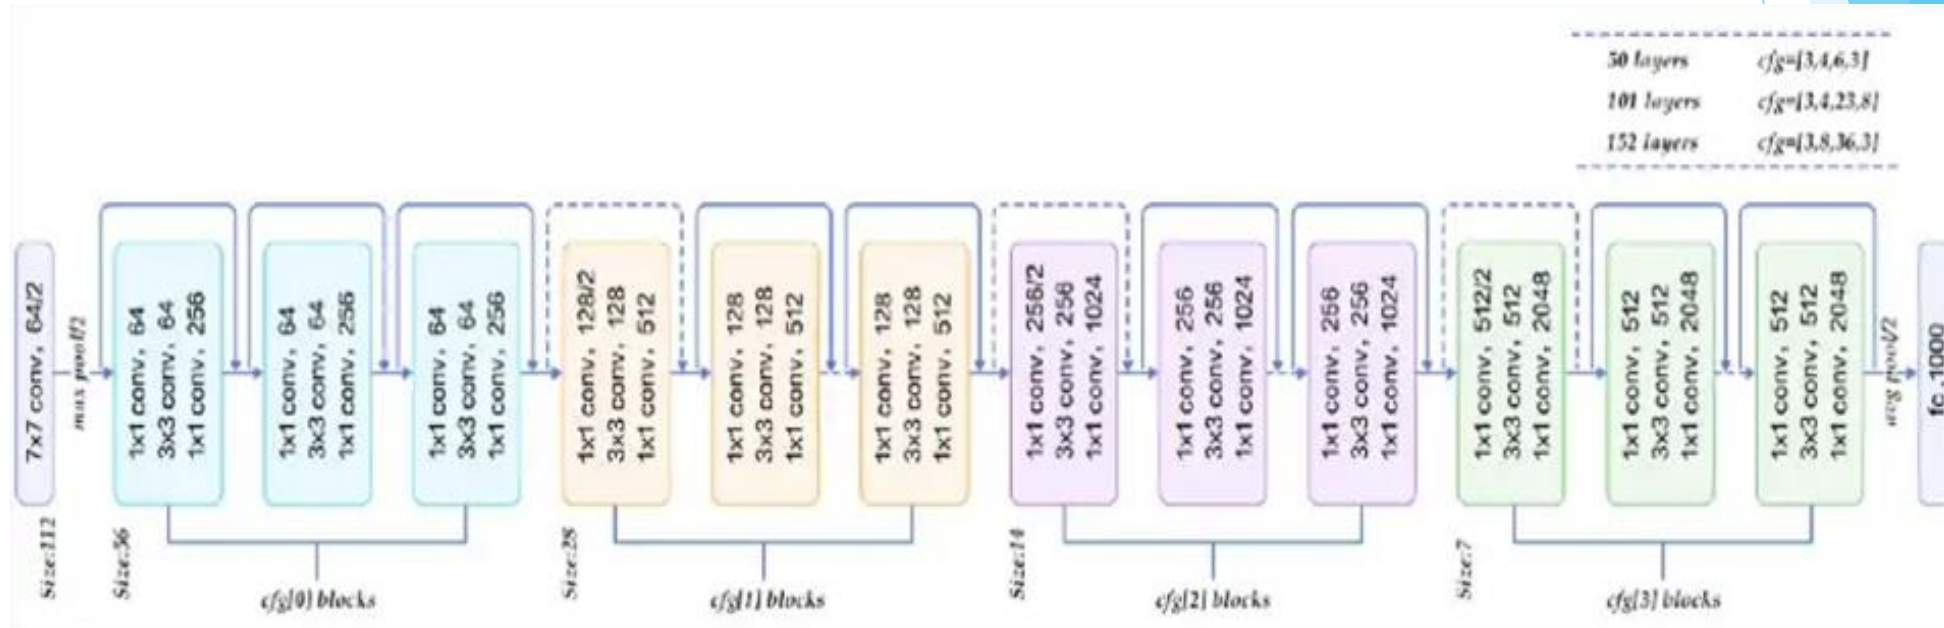 50 layers cfg=[3,4,6,3]
101 layers cfg=[3,4,23,8]
152 layers cfg=[3,8,36,3]
7x7 conv, 64/2
max pool/2
1x1 conv, 64
3x3 conv, 64
1x1 conv, 256
1x1 conv, 64
3x3 conv, 64
1x1 conv, 256
1x1 conv, 64
3x3 conv, 64
1x1 conv, 256
1x1 conv, 128/2
3x3 conv, 128
1x1 conv, 512
1x1 conv, 128
3x3 conv, 128
1x1 conv, 512
1x1 conv, 128
3x3 conv, 128
1x1 conv, 512
1x1 conv, 256/2
3x3 conv, 256
1x1 conv, 1024
1x1 conv, 256
3x3 conv, 256
1x1 conv, 1024
1x1 conv, 256
3x3 conv, 256
1x1 conv, 1024
1x1 conv, 512/2
3x3 conv, 512
1x1 conv, 2048
1x1 conv, 512
3x3 conv, 512
1x1 conv, 2048
1x1 conv, 512
3x3 conv, 512
1x1 conv, 2048
avg pool/2
fc ,1000
Size:112
Size:56
cfg[0] blocks
Size:28
cfg[1] blocks
Size:14
cfg[2] blocks
Size:7
cfg[3] blocks